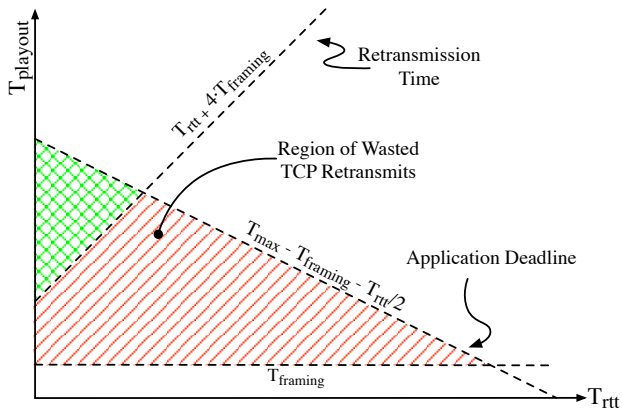 Tplayout
Retransmission
Time
Trtt + 4·Tframing
Region of Wasted
TCP Retransmits
Tmax - Tframing - Trtt/2
Application Deadline
Tframing
Trtt